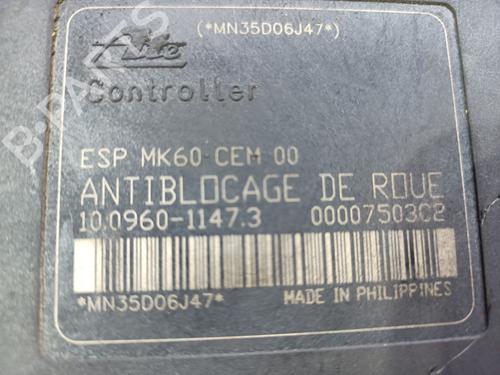 (*MN35D06J47*)
Ate
Controller
ESP MK60 CEM 00
ANTIBLOCAGE DE ROUE
10.0960-1147.3 00007503C2
*MN35D06J47* MADE IN PHILIPPINES
B-PARTS